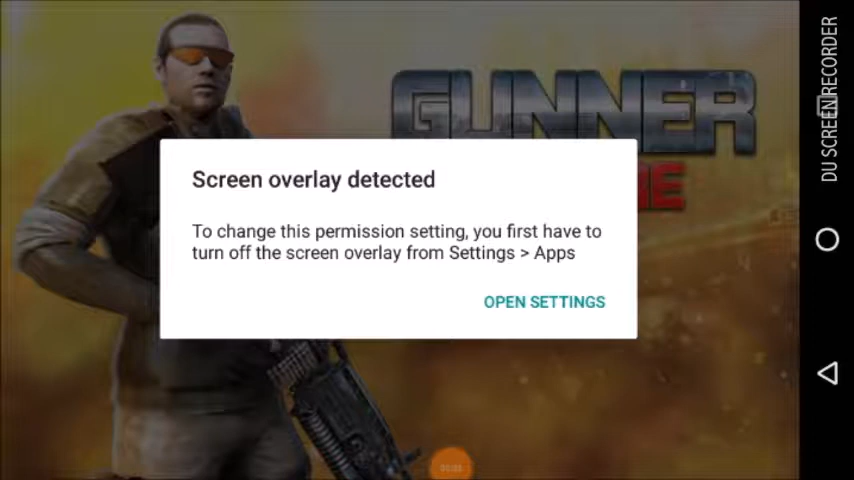 GUNNER
Screen overlay detected
To change this permission setting, you first have to
turn off the screen overlay from Settings > Apps
OPEN SETTINGS
DU SCREEN RECORDER